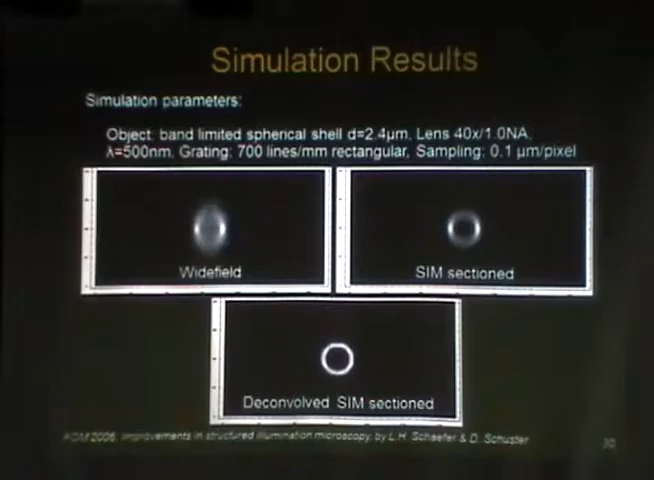 Simulation Results
Simulation parameters:
Object: band limited spherical shell d=2.4µm, Lens 40x/1.0NA,
λ=500nm, Grating: 700 lines/mm rectangular, Sampling: 0.1 µm/pixel
Widefield
SIM sectioned
Deconvolved SIM sectioned
2006, Improvements in structured illumination microscopy, by L.H. Schaefer & D. Schuster
30